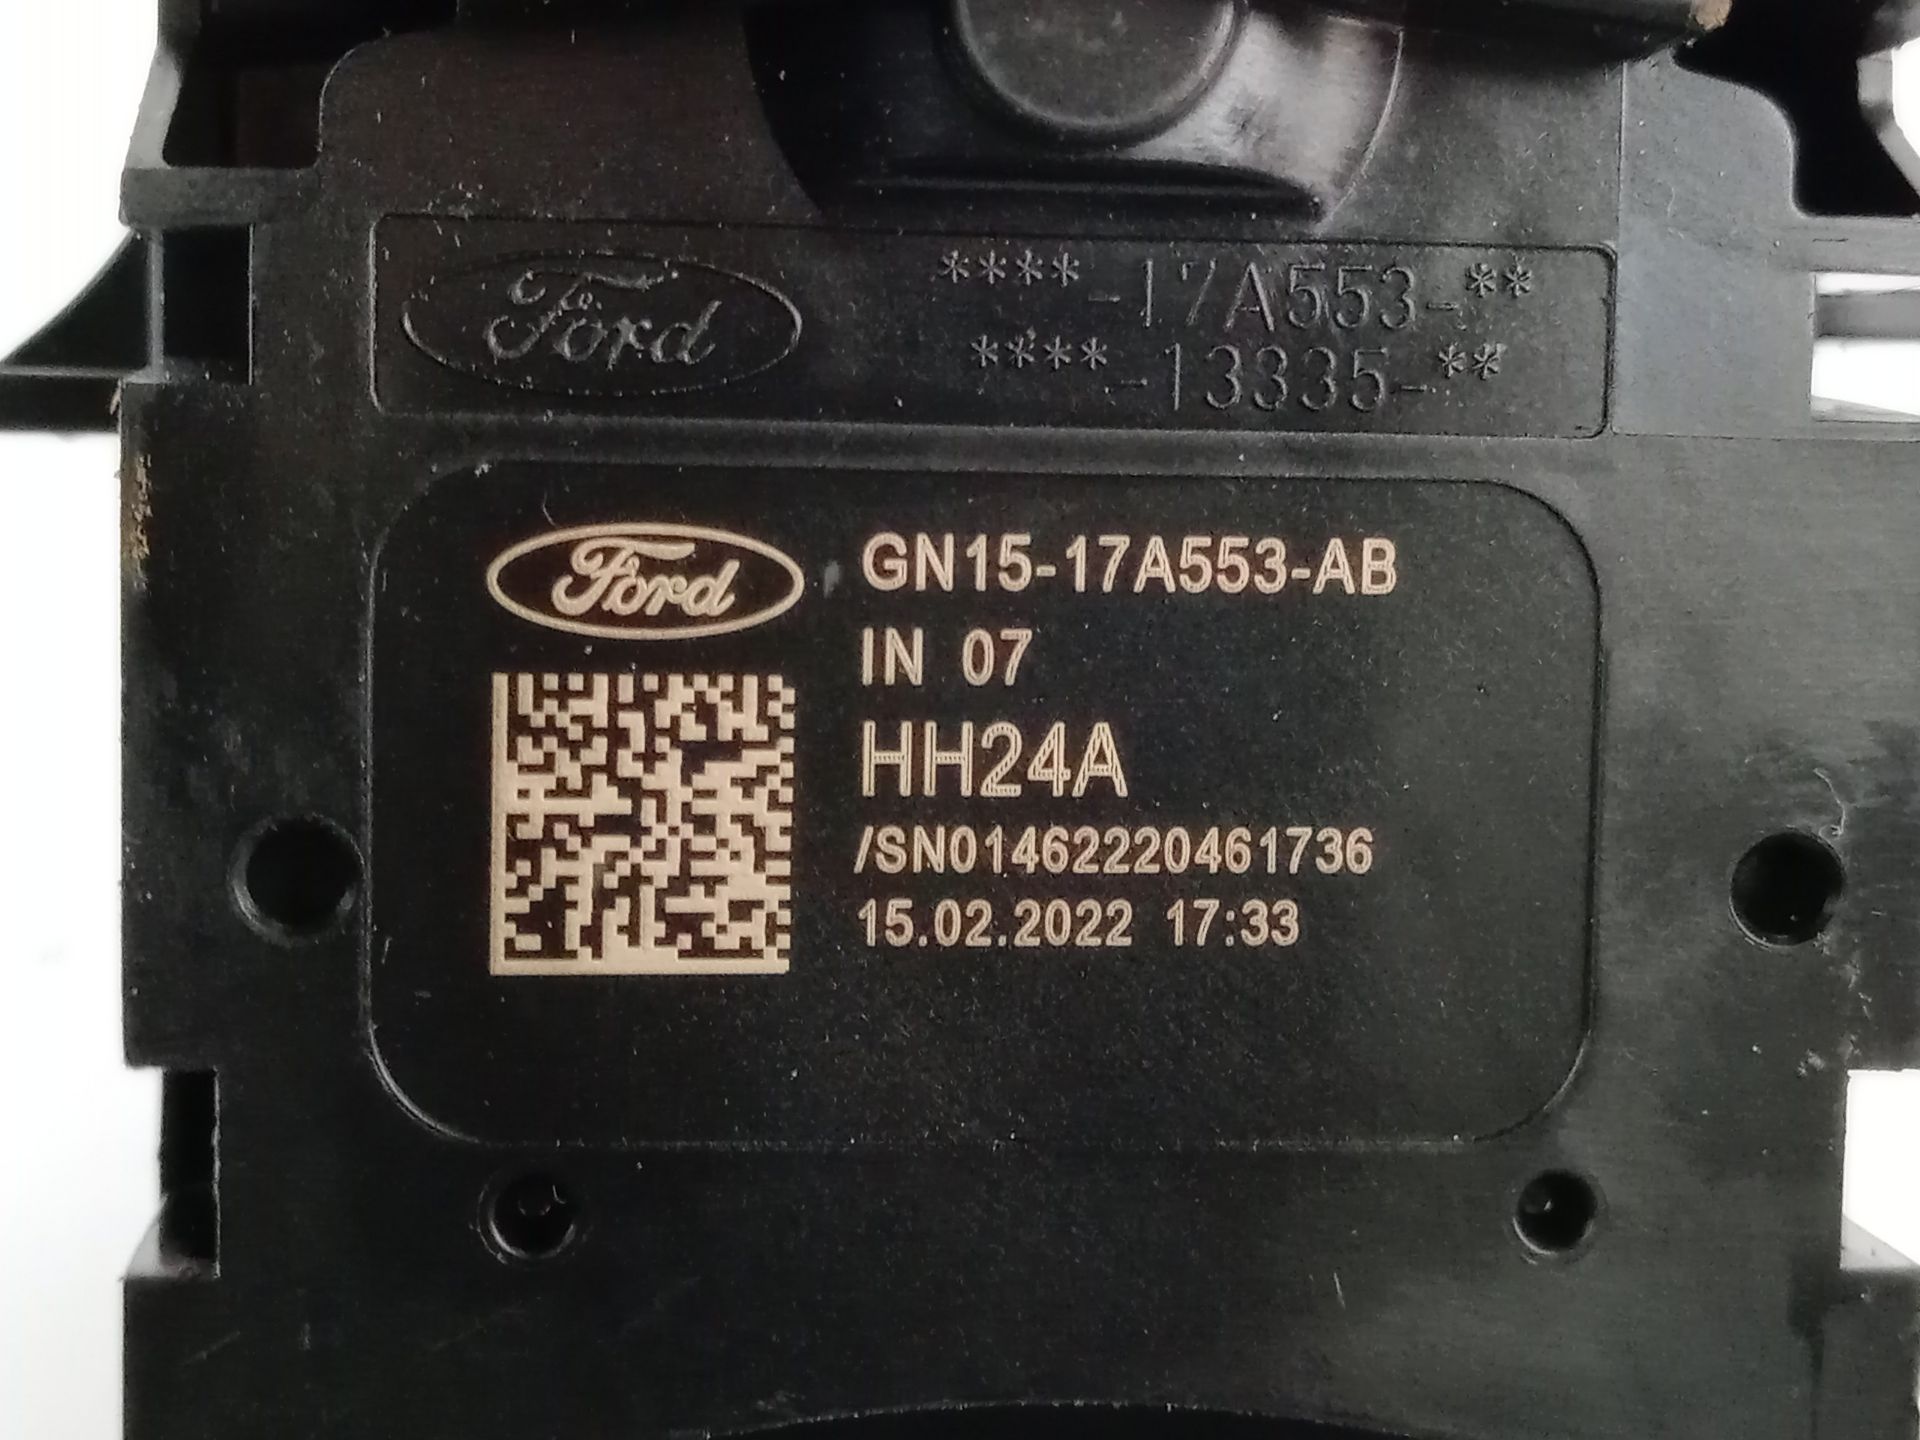 Ford
****-17A553-**
****-13335-**
Ford
GN15-17A553-AB
IN 07
HH24A
/SN01462220461736
15.02.2022 17:33